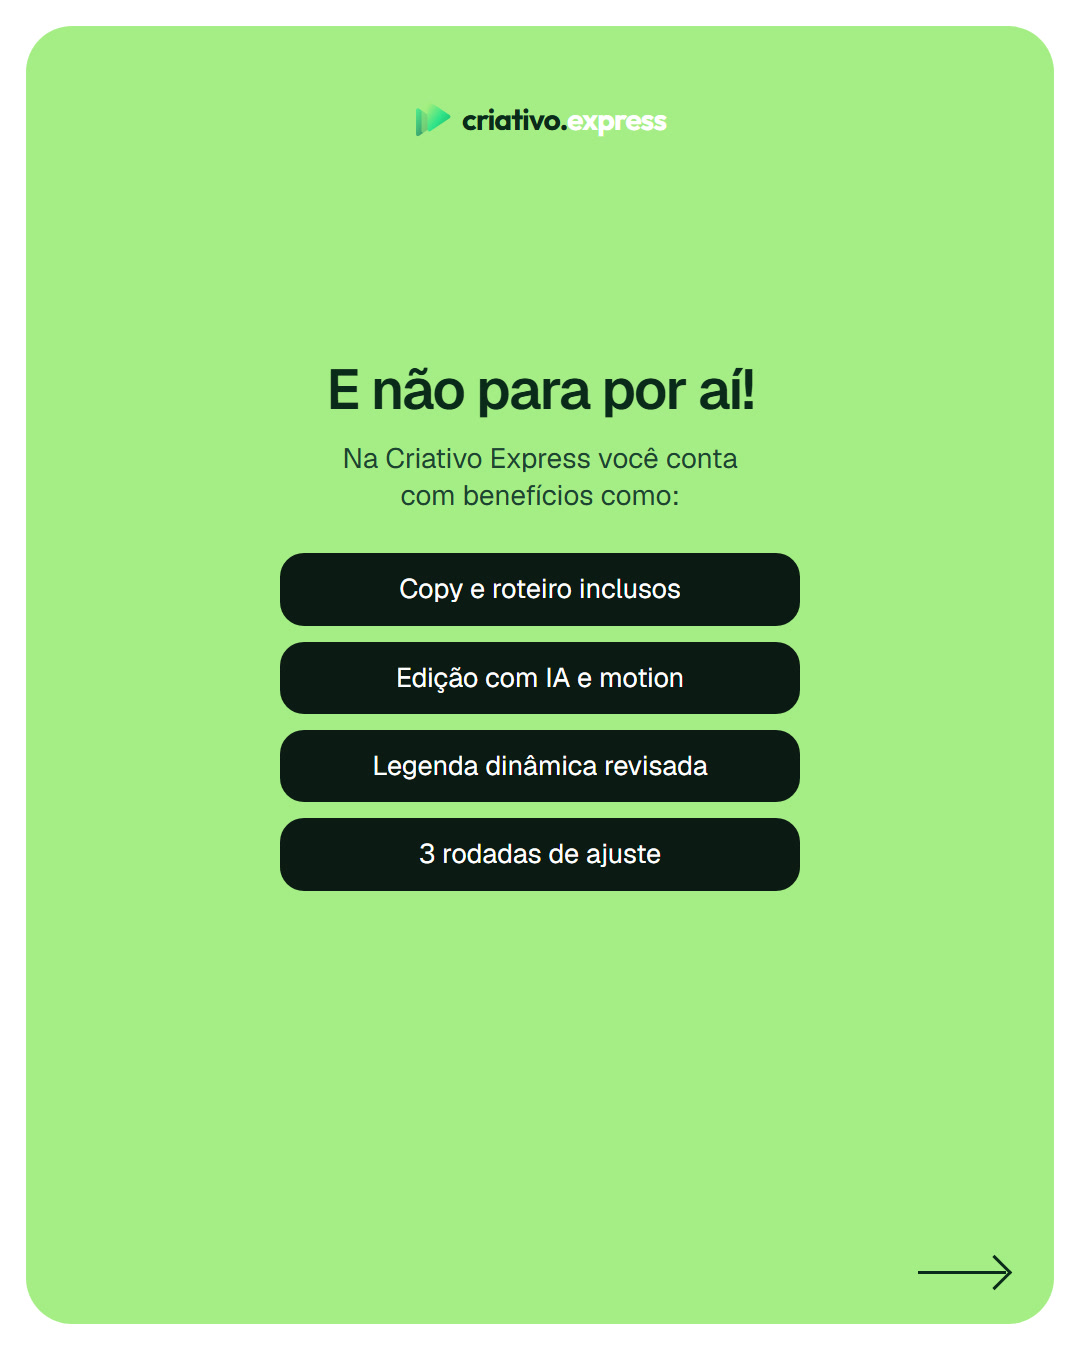 criativo.express
E não para por aí!
Na Criativo Express você conta
com benefícios como:
Copy e roteiro inclusos
Edição com IA e motion
Legenda dinâmica revisada
3 rodadas de ajuste